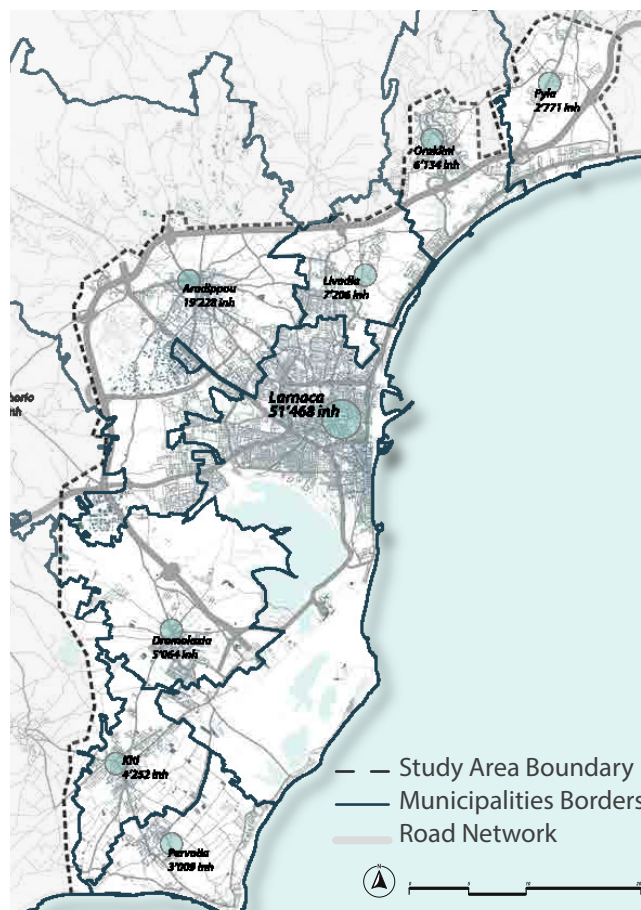 Pyla
2'771 inh
Oroklini
6'134 inh
Aradippou
19'228 inh
Livadia
7'206 inh
Larnaca
51'468 inh
Dromolaxia
5'064 inh
Kiti
4'252 inh
Pervolia
3'009 inh
Study Area Boundary
Municipalities Borders
Road Network
N